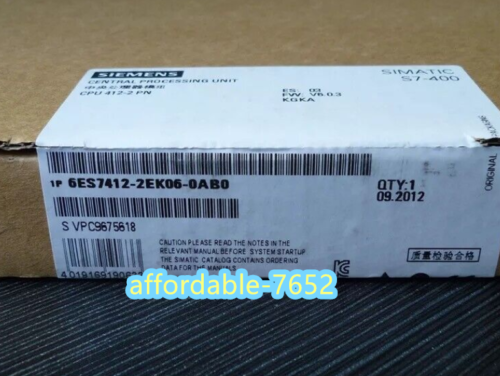 SIEMENS
CENTRAL PROCESSING UNIT
中央处理器模板
CPU 412-2 PN
ES: 03
FW: V6.0.3
KGKA
SIMATIC
S7-400
1P 6ES7412-2EK06-0AB0
QTY:1
09.2012
ORIGINAL
S VPC9675618
CAUTION PLEASE READ THE NOTES IN THE
RELEVANT MANUAL BEFORE SYSTEM STARTUP
THE SIMATIC CATALOG CONTAINS ORDERING
DATA FOR THE MANUALS
质量检验合格
affordable-7652